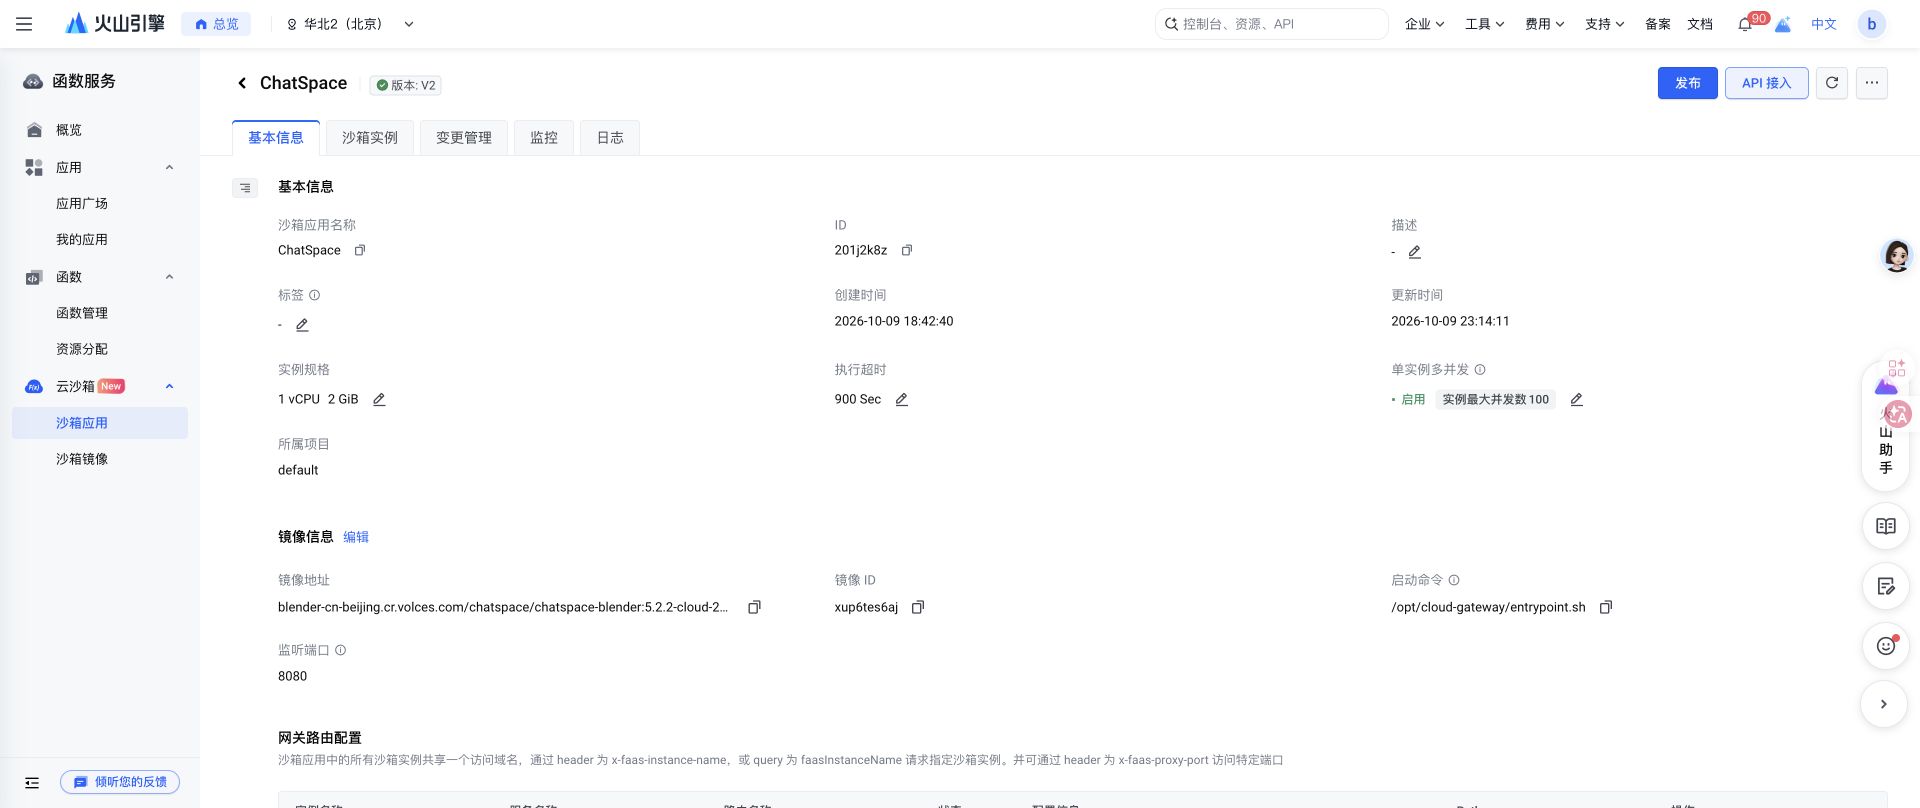 火山引擎 总览 华北2（北京） 控制台、资源、API 企业 工具 费用 支持 备案 文档 90 中文 b
函数服务
概览
应用
应用广场
我的应用
函数
函数管理
资源分配
云沙箱 New
沙箱应用
沙箱镜像
倾听您的反馈
ChatSpace 版本: V2 发布 API 接入
基本信息 沙箱实例 变更管理 监控 日志
基本信息
沙箱应用名称 ID 描述
ChatSpace 201j2k8z -
标签 创建时间 更新时间
- 2026-10-09 18:42:40 2026-10-09 23:14:11
实例规格 执行超时 单实例多并发
1 vCPU 2 GiB 900 Sec 启用 实例最大并发数 100
所属项目
default
镜像信息 编辑
镜像地址 镜像 ID 启动命令
blender-cn-beijing.cr.volces.com/chatspace/chatspace-blender:5.2.2-cloud-2... xup6tes6aj /opt/cloud-gateway/entrypoint.sh
监听端口
8080
网关路由配置
沙箱应用中的所有沙箱实例共享一个访问域名，通过 header 为 x-faas-instance-name，或 query 为 faasInstanceName 请求指定沙箱实例。并可通过 header 为 x-faas-proxy-port 访问特定端口
火山助手